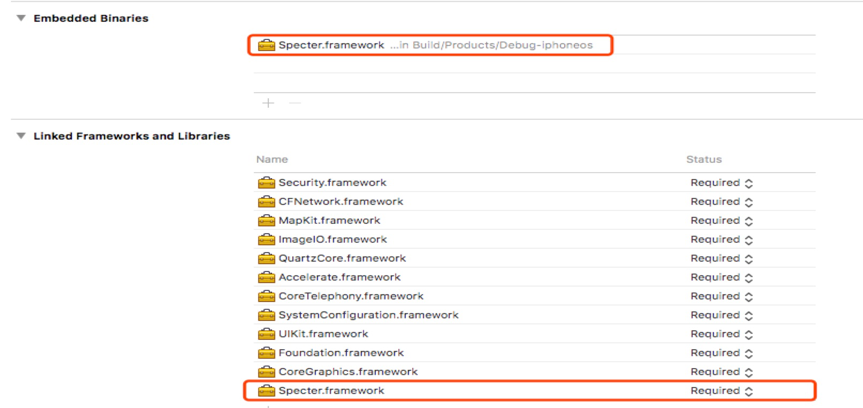 Embedded Binaries
Specter.framework ...in Build/Products/Debug-iphoneos
Linked Frameworks and Libraries
Name Status
Security.framework Required
CFNetwork.framework Required
MapKit.framework Required
ImageIO.framework Required
QuartzCore.framework Required
Accelerate.framework Required
CoreTelephony.framework Required
SystemConfiguration.framework Required
UIKit.framework Required
Foundation.framework Required
CoreGraphics.framework Required
Specter.framework Required